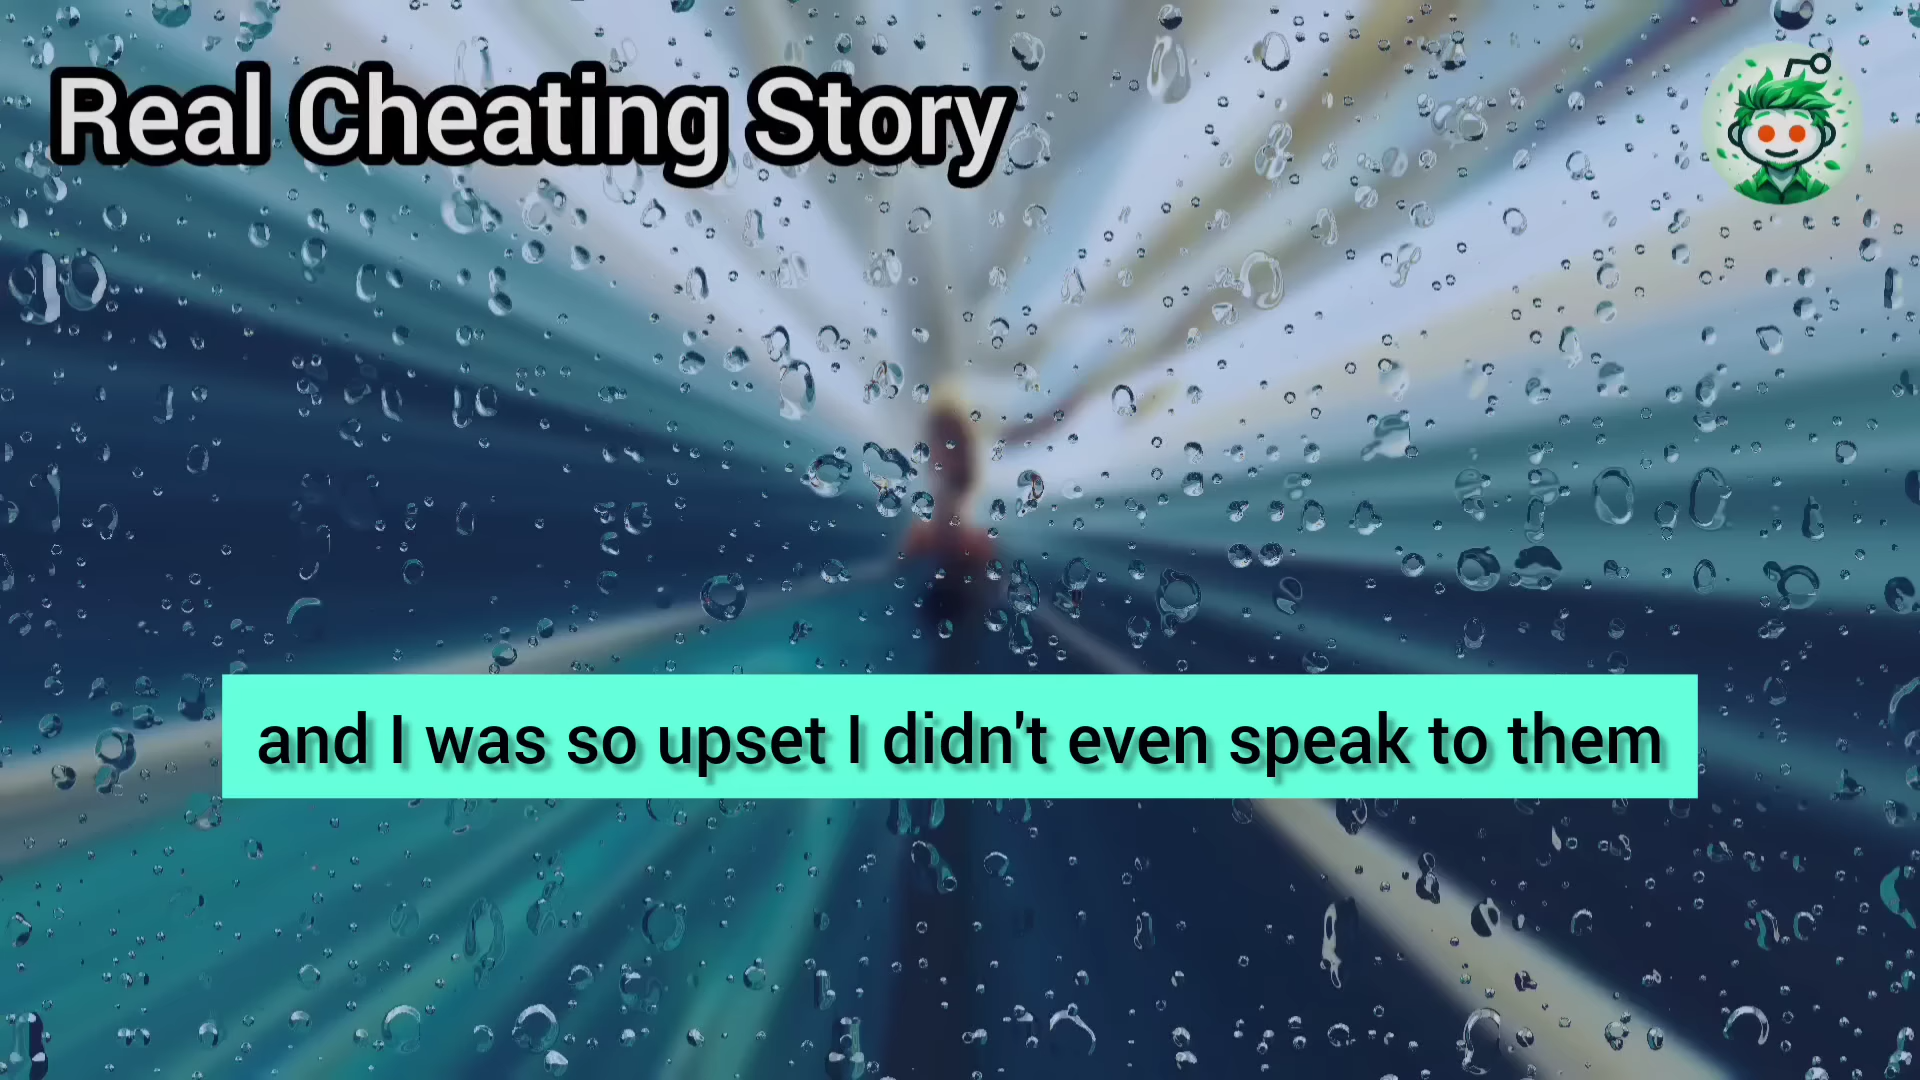 Real Cheating Story
and I was so upset I didn't even speak to them